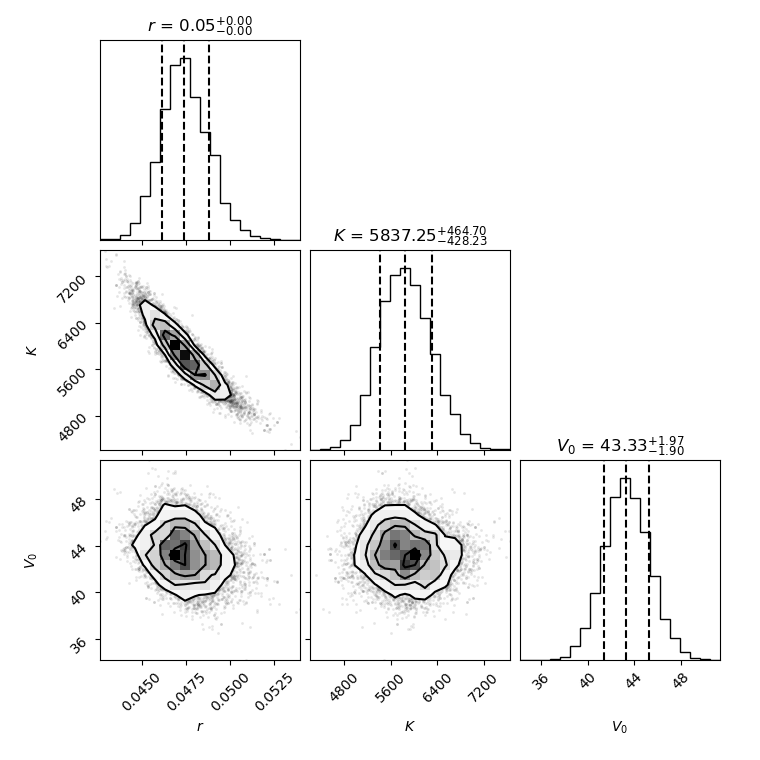 r = 0.05+0.00−0.00
K = 5837.25+464.70−428.23
7200
6400
5600
4800
K
V0 = 43.33+1.97−1.90
48
44
40
36
V0
0.0450 0.0475 0.0500 0.0525
4800 5600 6400 7200
36 40 44 48
r K V0